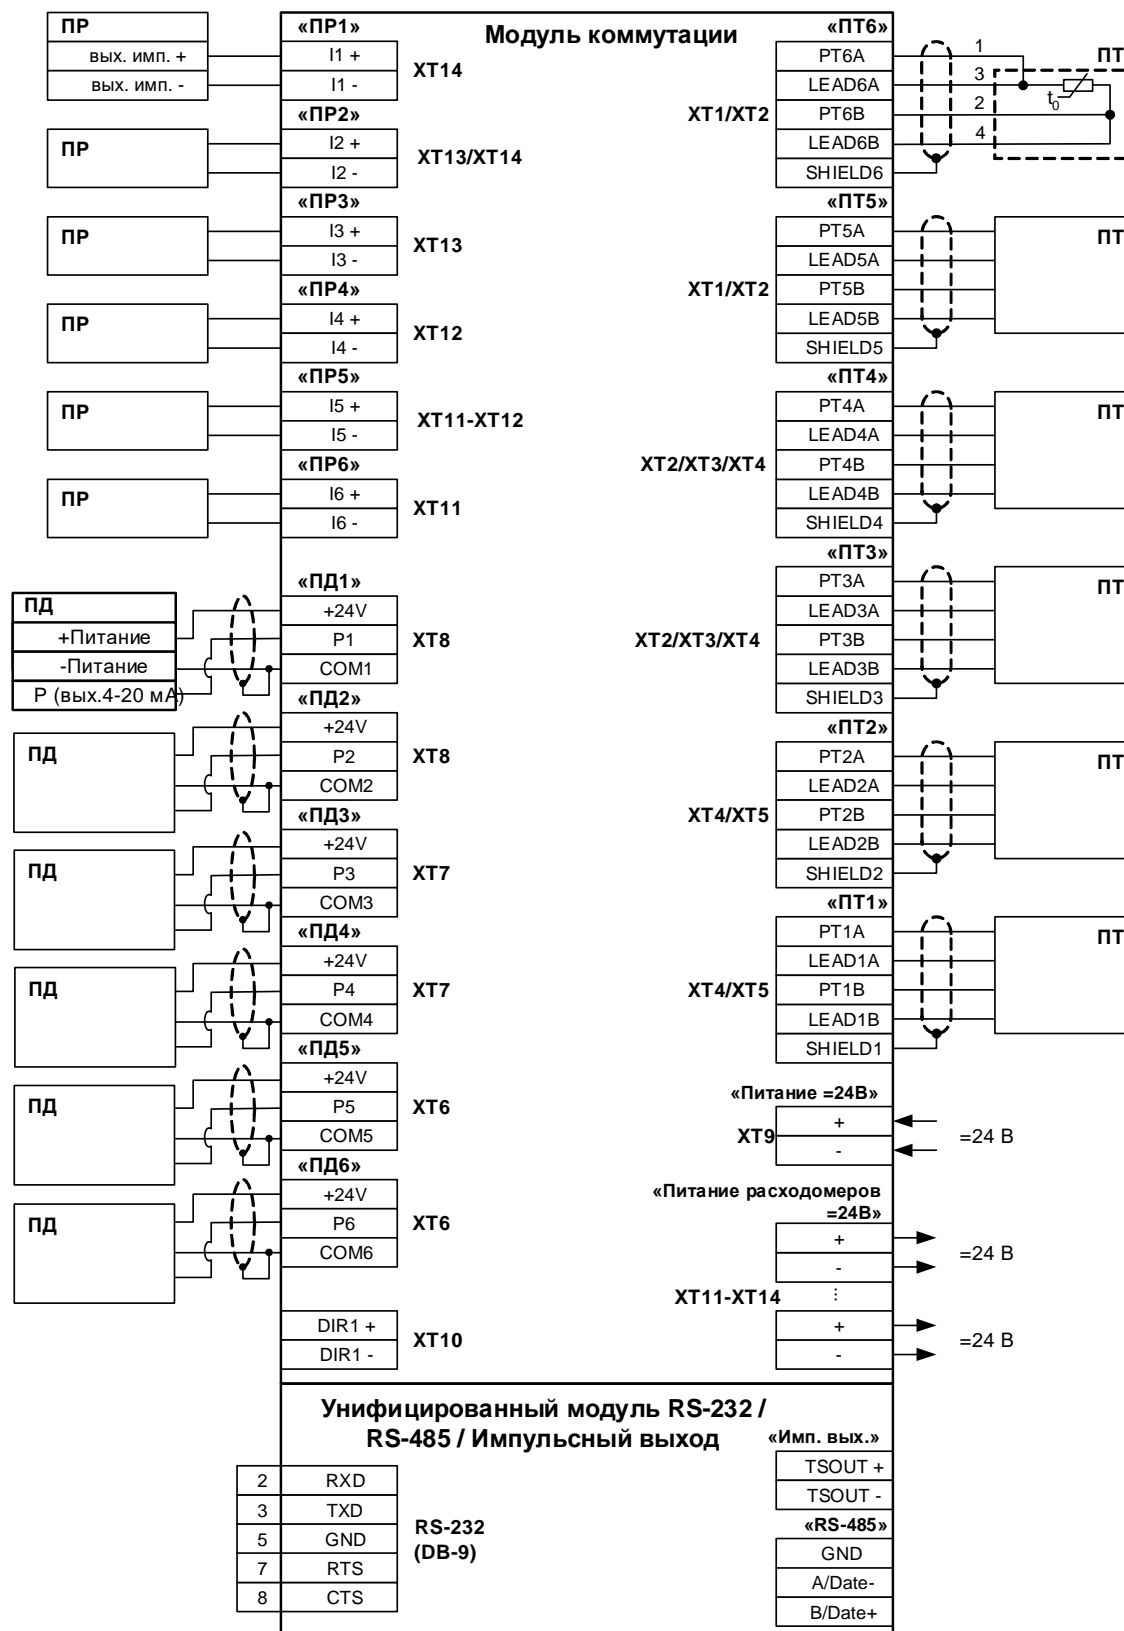 Модуль коммутации
ПР
вых. имп. +
вых. имп. -
«ПР1»
I1 +
I1 -
XT14
ПР
«ПР2»
I2 +
I2 -
XT13/XT14
ПР
«ПР3»
I3 +
I3 -
XT13
ПР
«ПР4»
I4 +
I4 -
XT12
ПР
«ПР5»
I5 +
I5 -
XT11-XT12
ПР
«ПР6»
I6 +
I6 -
XT11
ПД
+Питание
-Питание
P (вых.4-20 мА)
«ПД1»
+24V
P1
COM1
XT8
ПД
«ПД2»
+24V
P2
COM2
XT8
ПД
«ПД3»
+24V
P3
COM3
XT7
ПД
«ПД4»
+24V
P4
COM4
XT7
ПД
«ПД5»
+24V
P5
COM5
XT6
ПД
«ПД6»
+24V
P6
COM6
XT6
DIR1 +
DIR1 -
XT10
«ПТ6»
PT6A
LEAD6A
PT6B
LEAD6B
SHIELD6
XT1/XT2
1
3
2
4
t0
ПТ
«ПТ5»
PT5A
LEAD5A
PT5B
LEAD5B
SHIELD5
XT1/XT2
ПТ
«ПТ4»
PT4A
LEAD4A
PT4B
LEAD4B
SHIELD4
XT2/XT3/XT4
ПТ
«ПТ3»
PT3A
LEAD3A
PT3B
LEAD3B
SHIELD3
XT2/XT3/XT4
ПТ
«ПТ2»
PT2A
LEAD2A
PT2B
LEAD2B
SHIELD2
XT4/XT5
ПТ
«ПТ1»
PT1A
LEAD1A
PT1B
LEAD1B
SHIELD1
XT4/XT5
ПТ
«Питание =24В»
+
-
XT9
=24 В
«Питание расходомеров
=24В»
+
-
=24 В
XT11-XT14
⋮
+
-
=24 В
Унифицированный модуль RS-232 /
RS-485 / Импульсный выход
2 RXD
3 TXD
5 GND
7 RTS
8 CTS
RS-232
(DB-9)
«Имп. вых.»
TSOUT +
TSOUT -
«RS-485»
GND
A/Date-
B/Date+